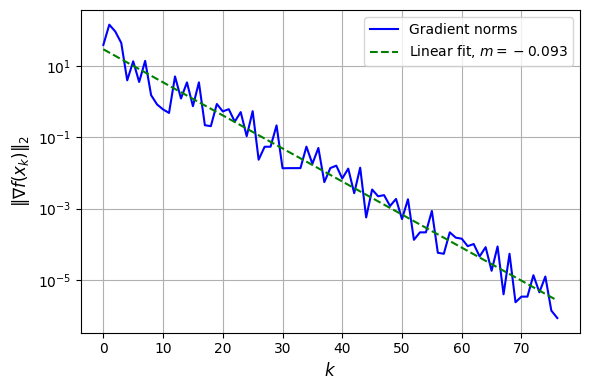 Gradient norms
Linear fit, $m = -0.093$
$10^{1}$
$10^{-1}$
$10^{-3}$
$10^{-5}$
$\|\nabla f(x_k)\|_2$
0 10 20 30 40 50 60 70
$k$